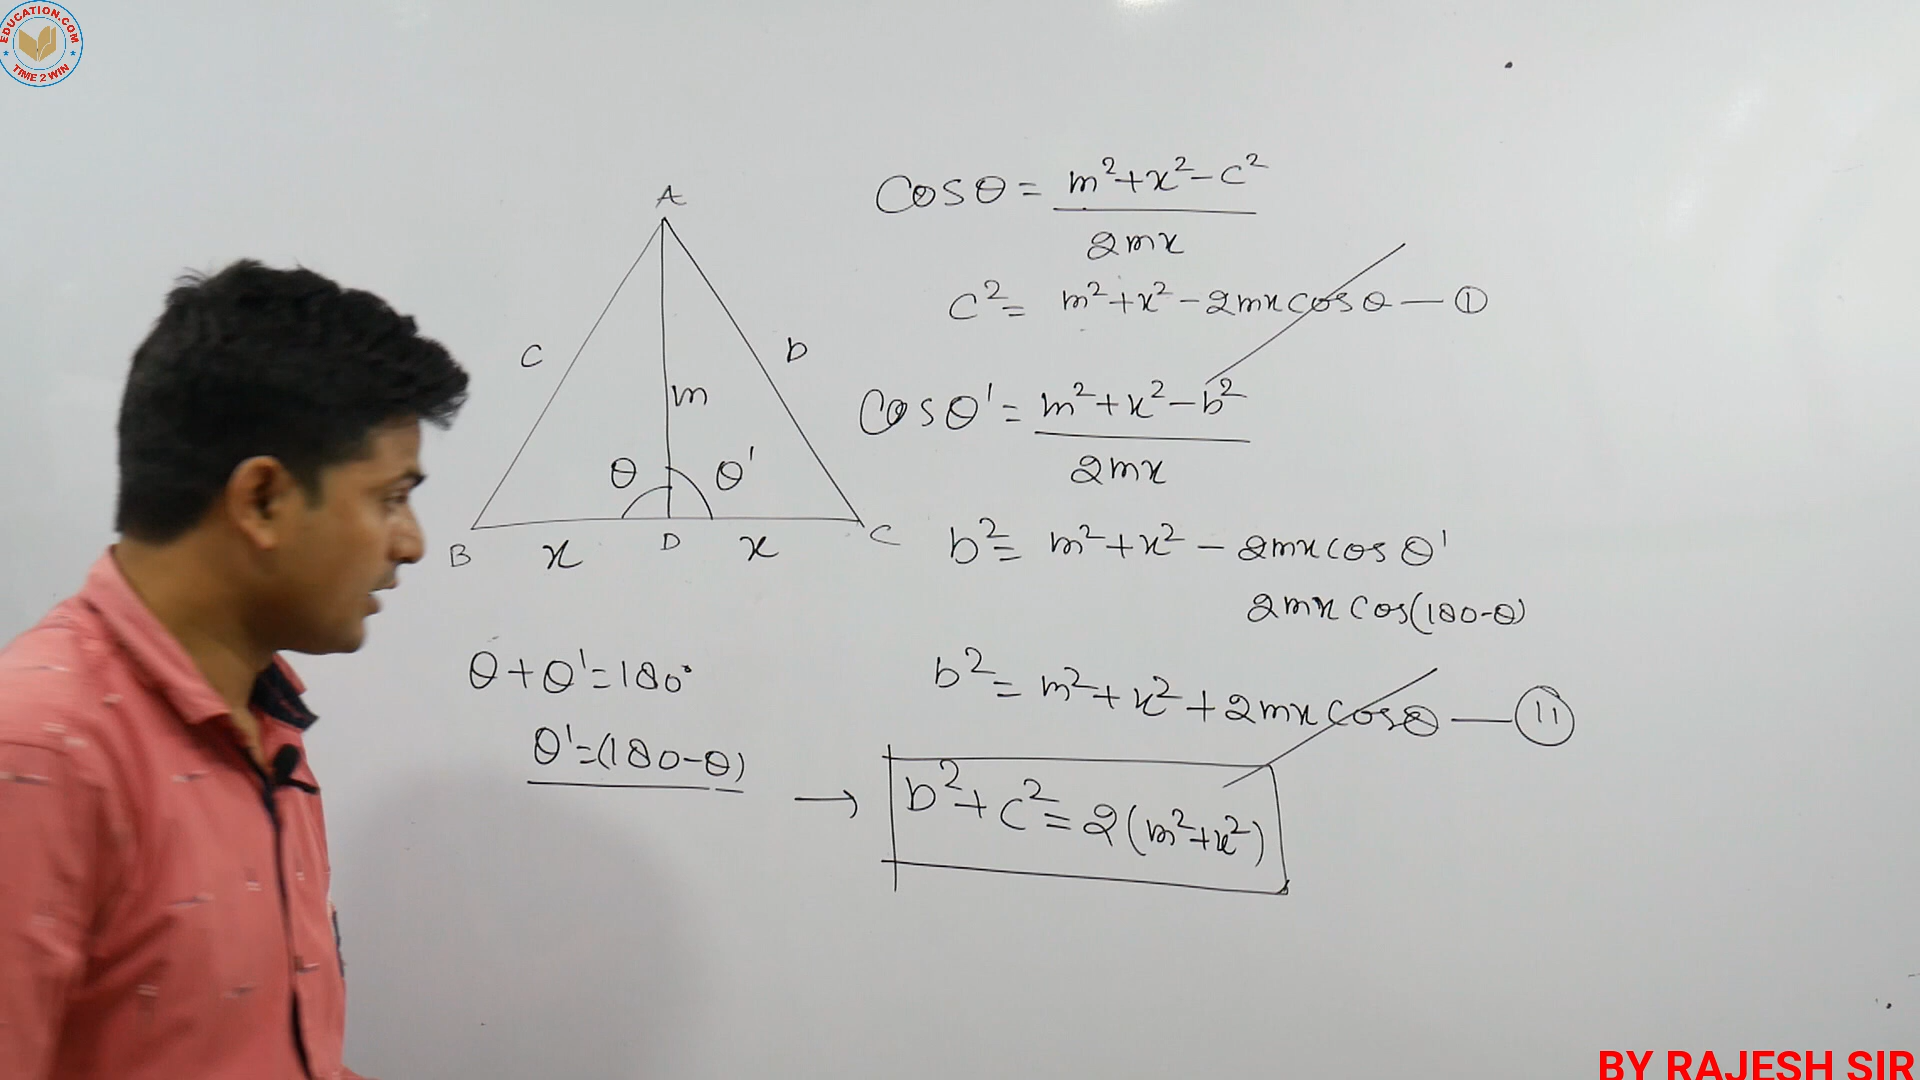 EDUCATION.COM
TIME 2 WIN
A
C
b
m
θ θ'
B x D x C
θ+θ'=180°
θ'=(180-θ)
Cosθ = m²+x²-c² / 2mx
c² = m²+x²-2mx cosθ — ①
Cosθ' = m²+x²-b² / 2mx
b² = m²+x² - 2mx cosθ'
2mx cos(180-θ)
b² = m²+x²+2mx cosθ — ⑪
→ b²+c² = 2(m²+x²)
BY RAJESH SIR